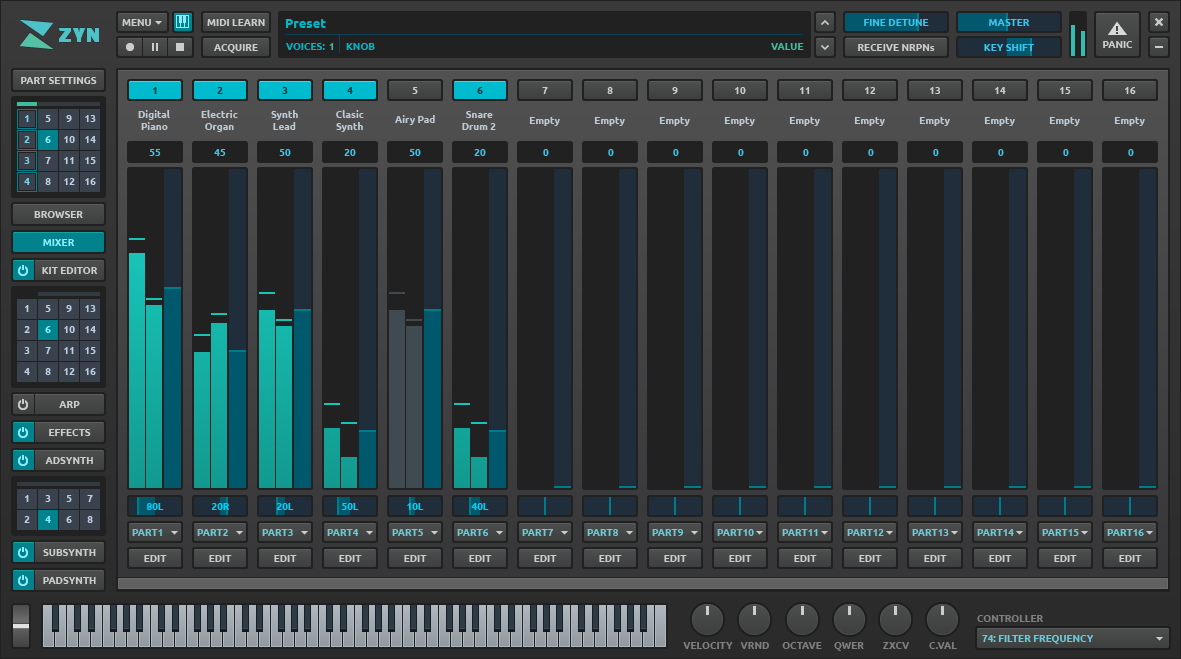 ZYN
MENU
MIDI LEARN
ACQUIRE
Preset
VOICES: 1 KNOB VALUE
FINE DETUNE
MASTER
RECEIVE NRPNs
KEY SHIFT
PANIC
PART SETTINGS
1 5 9 13
2 6 10 14
3 7 11 15
4 8 12 16
BROWSER
MIXER
KIT EDITOR
1 5 9 13
2 6 10 14
3 7 11 15
4 8 12 16
ARP
EFFECTS
ADSYNTH
1 3 5 7
2 4 6 8
SUBSYNTH
PADSYNTH
1 2 3 4 5 6 7 8 9 10 11 12 13 14 15 16
Digital Piano
Electric Organ
Synth Lead
Clasic Synth
Airy Pad
Snare Drum 2
Empty Empty Empty Empty Empty Empty Empty Empty Empty Empty
55 45 50 20 50 20 0 0 0 0 0 0 0 0 0 0
80L 20R 20L 50L 10L 40L
PART1 PART2 PART3 PART4 PART5 PART6 PART7 PART8 PART9 PART10 PART11 PART12 PART13 PART14 PART15 PART16
EDIT EDIT EDIT EDIT EDIT EDIT EDIT EDIT EDIT EDIT EDIT EDIT EDIT EDIT EDIT EDIT
VELOCITY VRND OCTAVE QWER ZXCV C.VAL
CONTROLLER
74: FILTER FREQUENCY